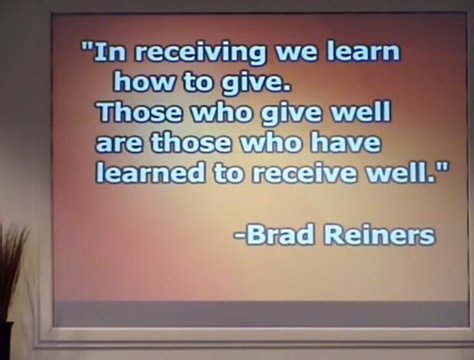 "In receiving we learn
how to give.
Those who give well
are those who have
learned to receive well."
-Brad Reiners